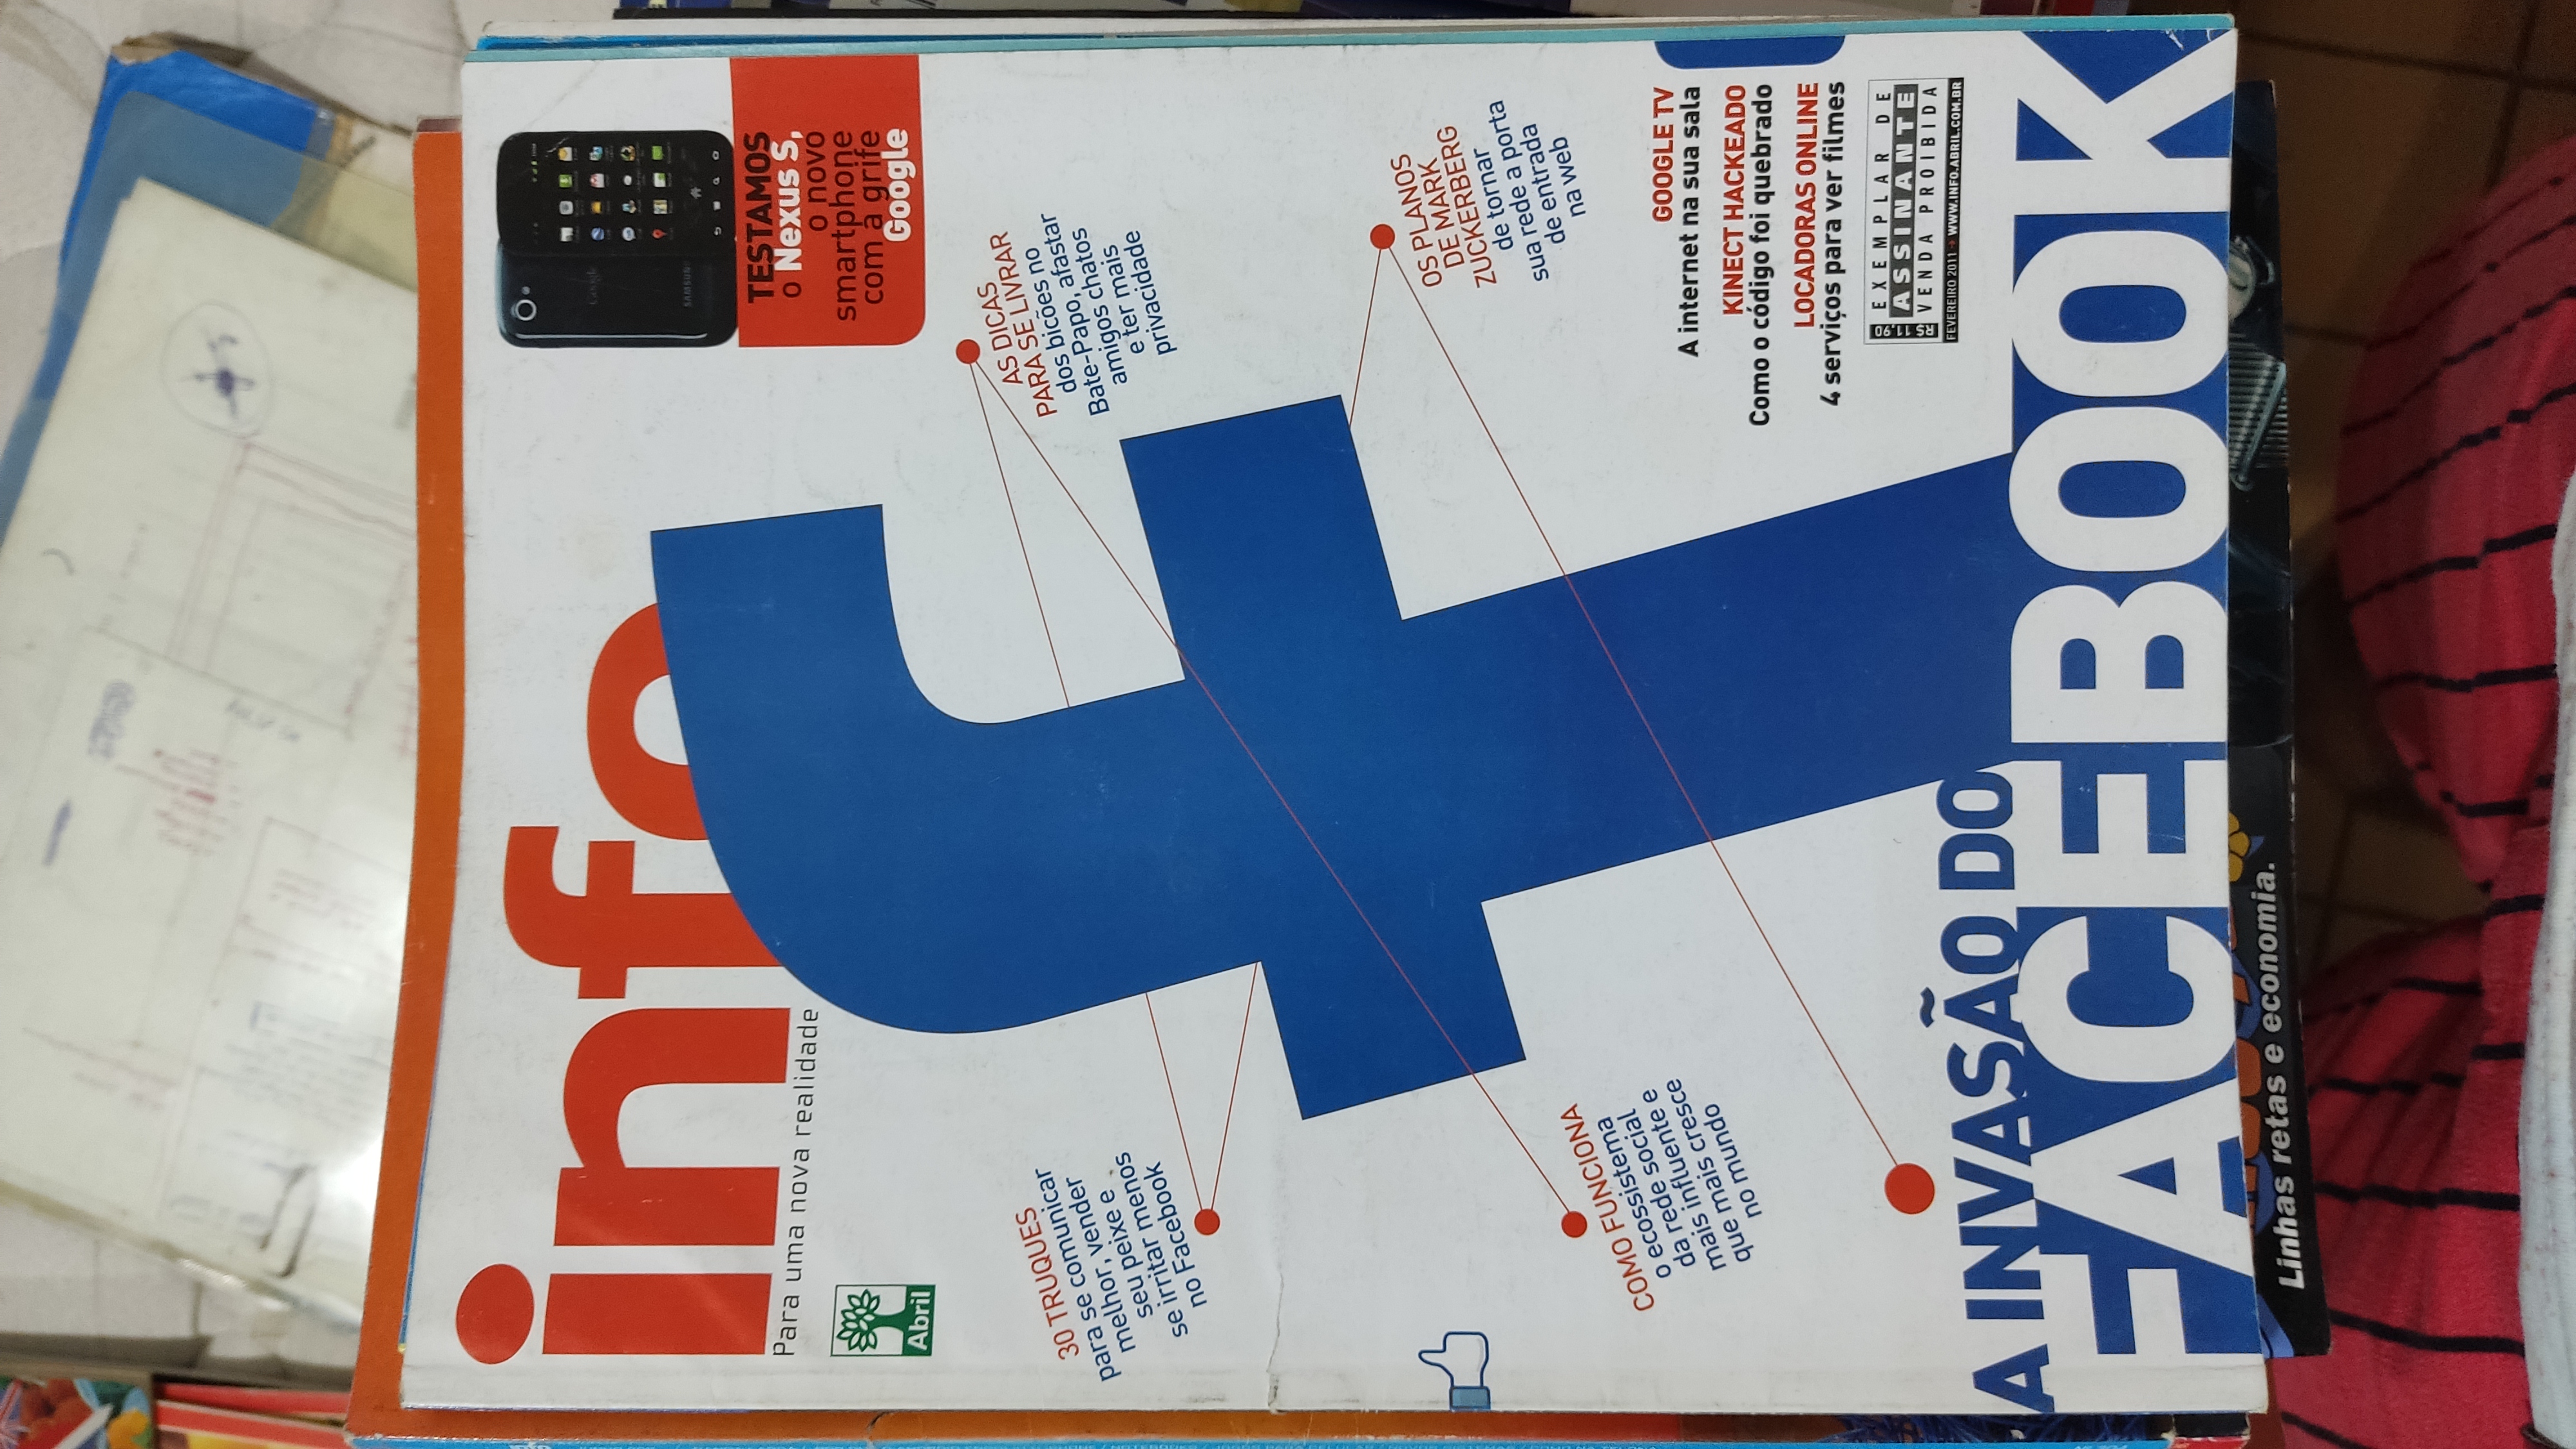 info
Para uma nova realidade
Abril
Google
SAMSUNG
TESTAMOS
o Nexus S,
o novo
smartphone
com a grife
Google
30 TRUQUES
para se comunicar
melhor, vender
seu peixe e
se irritar menos
no Facebook
AS DICAS
PARA SE LIVRAR
dos bicões no
Bate-Papo, afastar
amigos chatos
e ter mais
privacidade
OS PLANOS
DE MARK
ZUCKERBERG
de tornar
sua rede a porta
de entrada
na web
COMO FUNCIONA
o ecossistema
da rede social
mais influente e
que mais cresce
no mundo
GOOGLE TV
A internet na sua sala
KINECT HACKEADO
Como o código foi quebrado
LOCADORAS ONLINE
4 serviços para ver filmes
R$ 11,90
EXEMPLAR DE
ASSINANTE
VENDA PROIBIDA
FEVEREIRO 2011 → WWW.INFO.ABRIL.COM.BR
A INVASÃO DO
FACEBOOK
Linhas retas e economia.